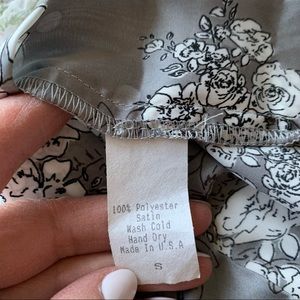 100% Polyester
Satin
Wash Cold
Hand Dry
Made in U.S.A
S